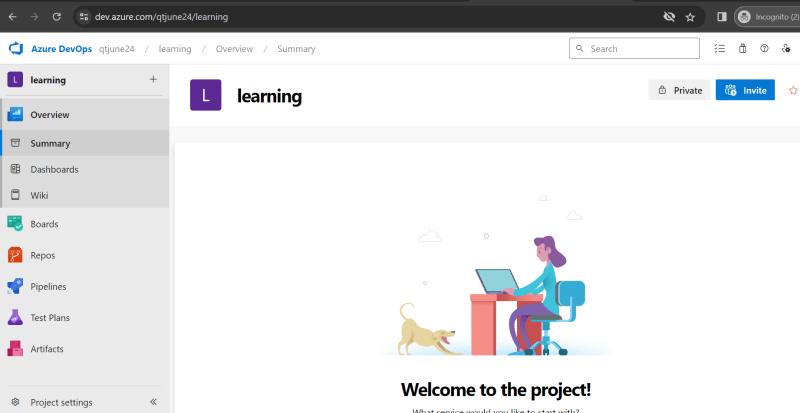 dev.azure.com/qtjune24/learning
Incognito (2)
Azure DevOps qtjune24 / learning / Overview / Summary
Search
L learning +
L learning
Private
Invite
Overview
Summary
Dashboards
Wiki
Boards
Repos
Pipelines
Test Plans
Artifacts
Project settings
Welcome to the project!
What service would you like to start with?